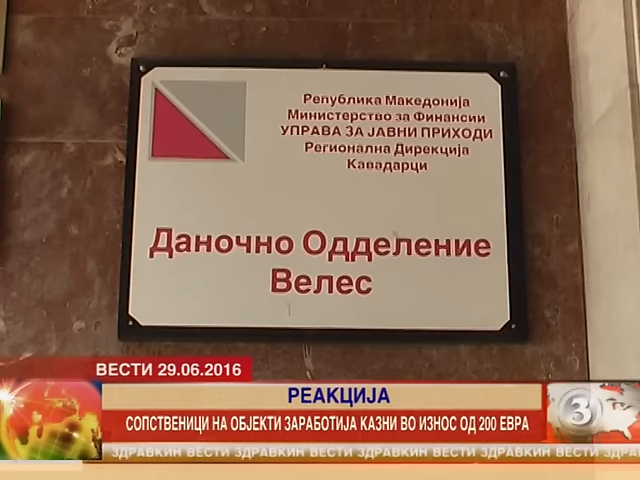 Република Македонија
Министерство за Финансии
УПРАВА ЗА ЈАВНИ ПРИХОДИ
Регионална Дирекција
Кавадарци
Даночно Одделение
Велес
ВЕСТИ 29.06.2016
РЕАКЦИЈА
СОПСТВЕНИЦИ НА ОБЈЕКТИ ЗАРАБОТИЈА КАЗНИ ВО ИЗНОС ОД 200 ЕВРА
3
ЗДРАВКИН ВЕСТИ ЗДРАВКИН ВЕСТИ ЗДРАВКИН ВЕСТИ ЗДРАВКИН ВЕСТИ